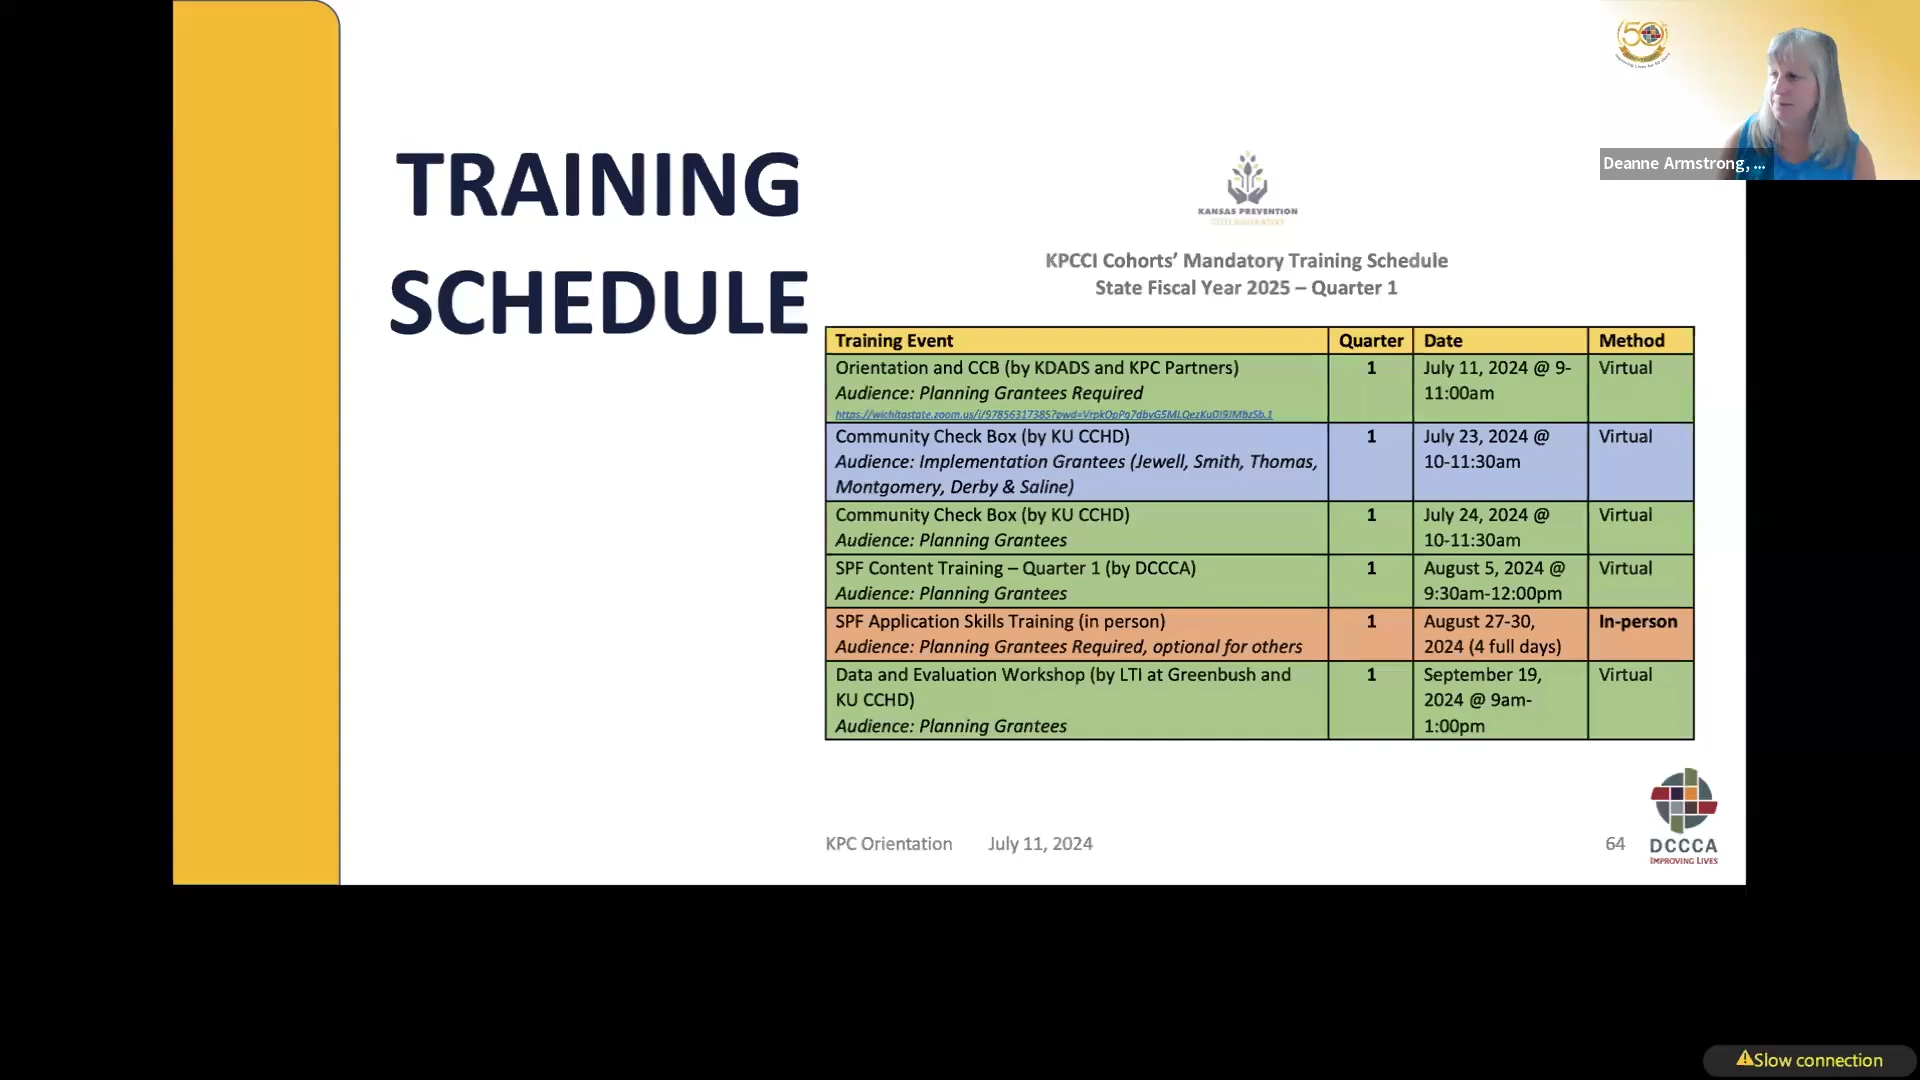 TRAINING
SCHEDULE
50
Deanne Armstrong, ...
KANSAS PREVENTION
KPCCI Cohorts' Mandatory Training Schedule
State Fiscal Year 2025 – Quarter 1
Training Event Quarter Date Method
Orientation and CCB (by KDADS and KPC Partners) 1 July 11, 2024 @ 9-
Virtual
Audience: Planning Grantees Required 11:00am
Community Check Box (by KU CCHD) 1 July 23, 2024 @ Virtual
Audience: Implementation Grantees (Jewell, Smith, Thomas, 10-11:30am
Montgomery, Derby & Saline)
Community Check Box (by KU CCHD) 1 July 24, 2024 @ Virtual
Audience: Planning Grantees 10-11:30am
SPF Content Training – Quarter 1 (by DCCCA) 1 August 5, 2024 @ Virtual
Audience: Planning Grantees 9:30am-12:00pm
SPF Application Skills Training (in person) 1 August 27-30, In-person
Audience: Planning Grantees Required, optional for others 2024 (4 full days)
Data and Evaluation Workshop (by LTI at Greenbush and 1 September 19, Virtual
KU CCHD) 2024 @ 9am-
Audience: Planning Grantees 1:00pm
KPC Orientation July 11, 2024 64
DCCCA
IMPROVING LIVES
Slow connection